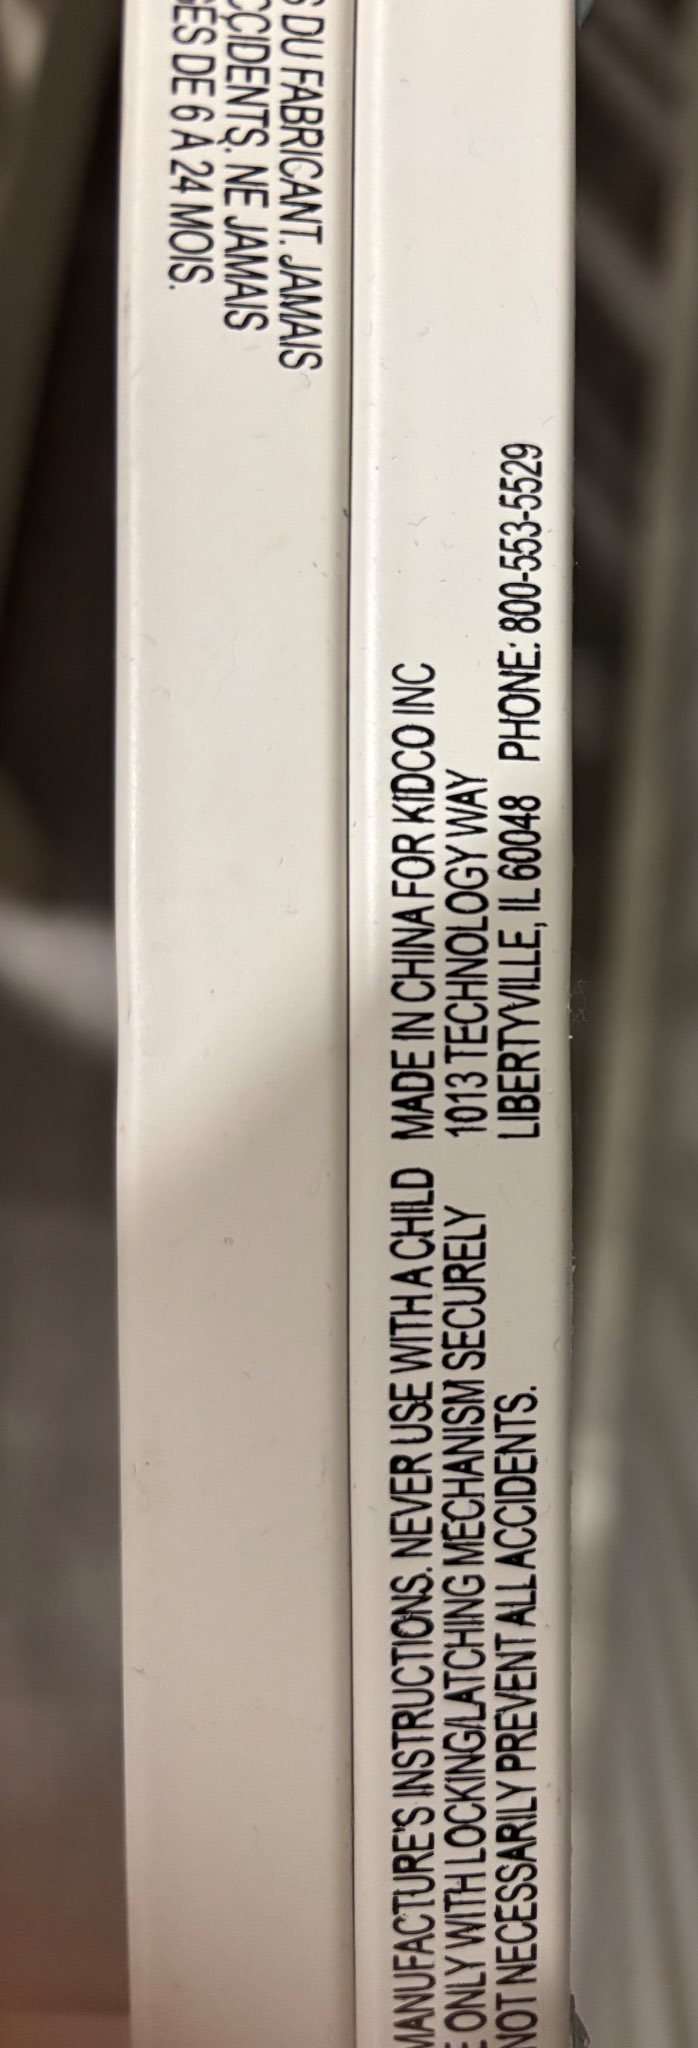 DU FABRICANT. JAMAIS
NE JAMAIS
DE 6 À 24 MOIS.
MANUFACTURE'S INSTRUCTIONS. NEVER USE WITH A CHILD
ONLY WITH LOCKING/LATCHING MECHANISM SECURELY
NOT NECESSARILY PREVENT ALL ACCIDENTS.
MADE IN CHINA FOR KIDCO INC
1013 TECHNOLOGY WAY
LIBERTYVILLE, IL 60048 PHONE: 800-553-5529